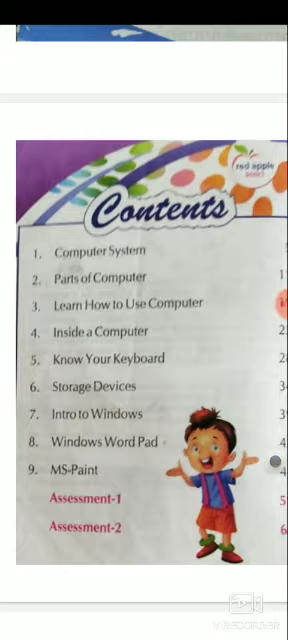 red apple
Contents
1. Computer System
2. Parts of Computer
3. Learn How to Use Computer
4. Inside a Computer
5. Know Your Keyboard
6. Storage Devices
7. Intro to Windows
8. Windows Word Pad
9. MS-Paint
Assessment-1
Assessment-2
V RECORDER